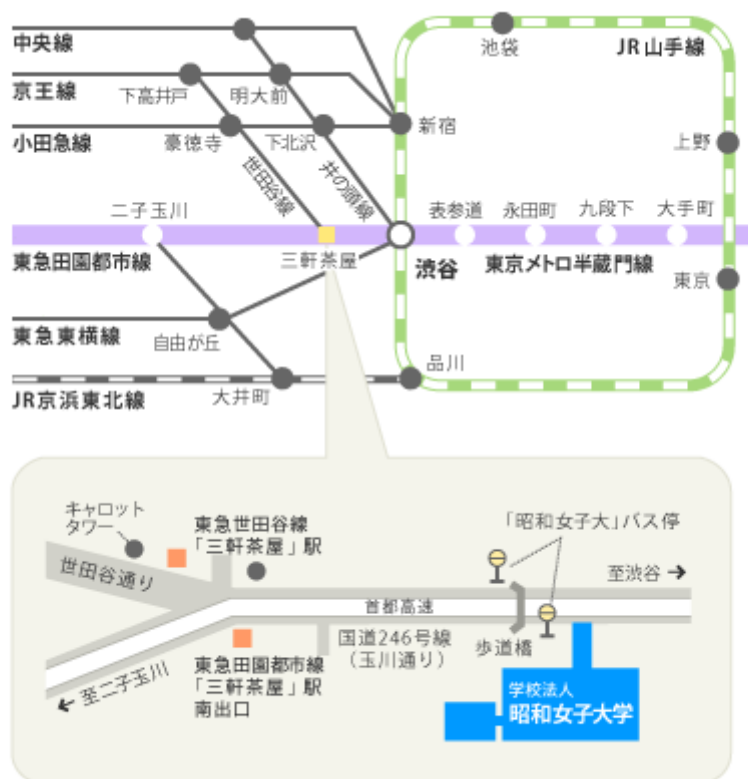 中央線
池袋
JR山手線
京王線
下高井戸
明大前
新宿
小田急線
豪徳寺
下北沢
上野
世田谷線
井の頭線
二子玉川
表参道
永田町
九段下
大手町
東急田園都市線
三軒茶屋
渋谷
東京メトロ半蔵門線
東京
東急東横線
自由が丘
品川
JR京浜東北線
大井町
キャロット
タワー
東急世田谷線
「三軒茶屋」駅
「昭和女子大」バス停
世田谷通り
至渋谷→
首都高速
国道246号線
(玉川通り)
歩道橋
←至二子玉川
東急田園都市線
「三軒茶屋」駅
南出口
学校法人
昭和女子大学